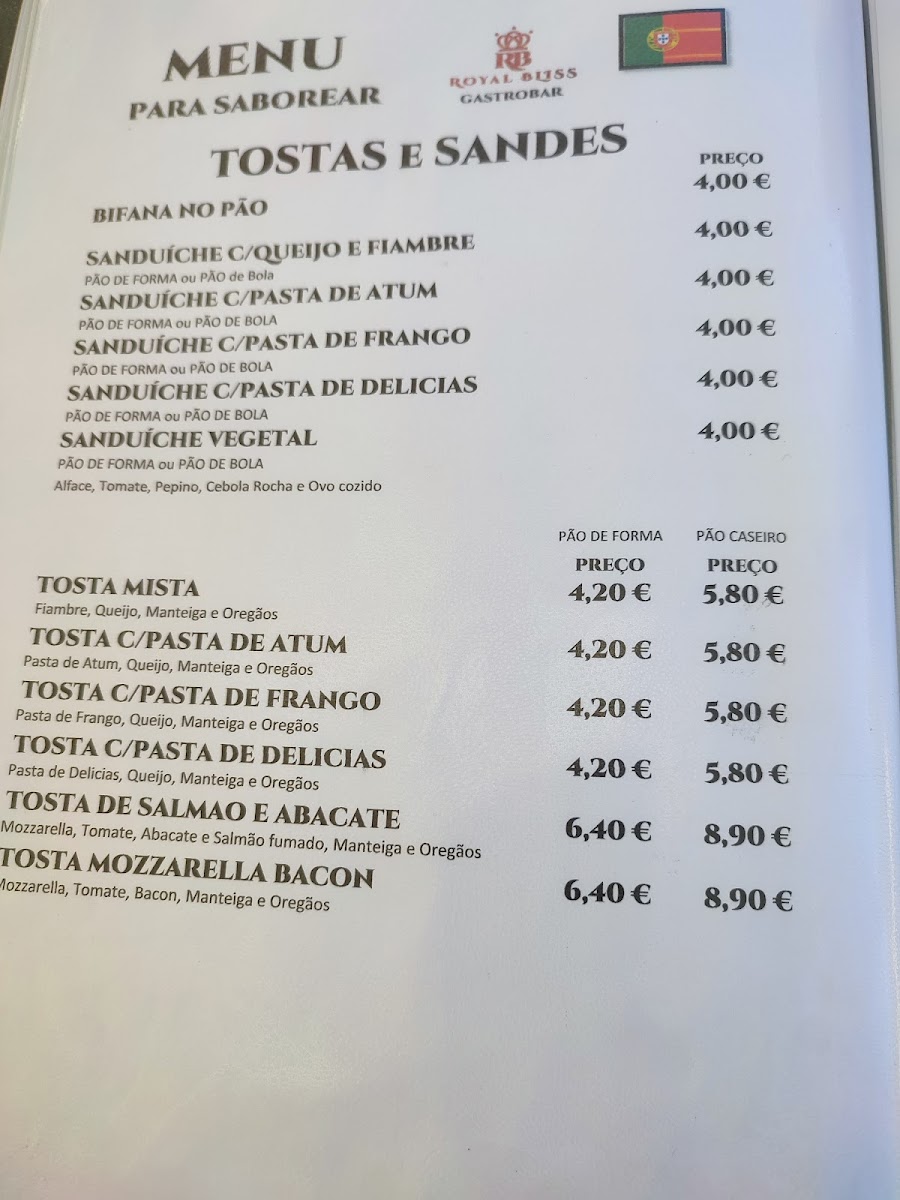 MENU
PARA SABOREAR
RB
ROYAL BLISS
GASTROBAR
TOSTAS E SANDES
PREÇO
BIFANA NO PÃO 4,00 €
SANDUÍCHE C/QUEIJO E FIAMBRE 4,00 €
PÃO DE FORMA ou PÃO de Bola
SANDUÍCHE C/PASTA DE ATUM 4,00 €
PÃO DE FORMA ou PÃO DE BOLA
SANDUÍCHE C/PASTA DE FRANGO 4,00 €
PÃO DE FORMA ou PÃO DE BOLA
SANDUÍCHE C/PASTA DE DELICIAS 4,00 €
PÃO DE FORMA ou PÃO DE BOLA
SANDUÍCHE VEGETAL 4,00 €
PÃO DE FORMA ou PÃO DE BOLA
Alface, Tomate, Pepino, Cebola Rocha e Ovo cozido
PÃO DE FORMA PÃO CASEIRO
PREÇO PREÇO
TOSTA MISTA 4,20 € 5,80 €
Fiambre, Queijo, Manteiga e Oregãos
TOSTA C/PASTA DE ATUM 4,20 € 5,80 €
Pasta de Atum, Queijo, Manteiga e Oregãos
TOSTA C/PASTA DE FRANGO 4,20 € 5,80 €
Pasta de Frango, Queijo, Manteiga e Oregãos
TOSTA C/PASTA DE DELICIAS 4,20 € 5,80 €
Pasta de Delicias, Queijo, Manteiga e Oregãos
TOSTA DE SALMAO E ABACATE 6,40 € 8,90 €
Mozzarella, Tomate, Abacate e Salmão fumado, Manteiga e Oregãos
TOSTA MOZZARELLA BACON 6,40 € 8,90 €
Mozzarella, Tomate, Bacon, Manteiga e Oregãos